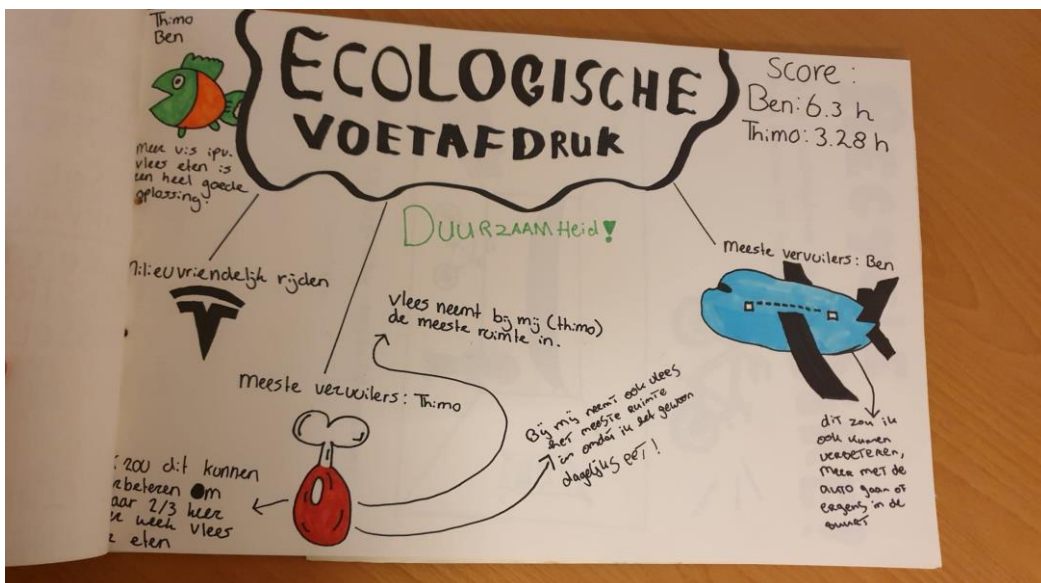 Thimo
Ben
ECOLOGISCHE
VOETAFDRUK
Score :
Ben: 6.3 h
Thimo: 3.28 h
meer vis ipv.
vlees eten is
een heel goede
oplossing!
DUURZAAMHeid!
milieuvriendelijk rijden
meeste vervuilers: Ben
vlees neemt bij mij (thimo)
de meeste ruimte in.
meeste vervuilers: Thimo
Bij mij neemt ook vlees
het meeste ruimte
in omdat ik het gewoon
dagelijks eet!
zou dit kunnen
om
2/3 keer
week vlees
eten
dit zou ik
ook kunnen
verbeteren,
meer met de
auto gaan of
ergens in de
buurt